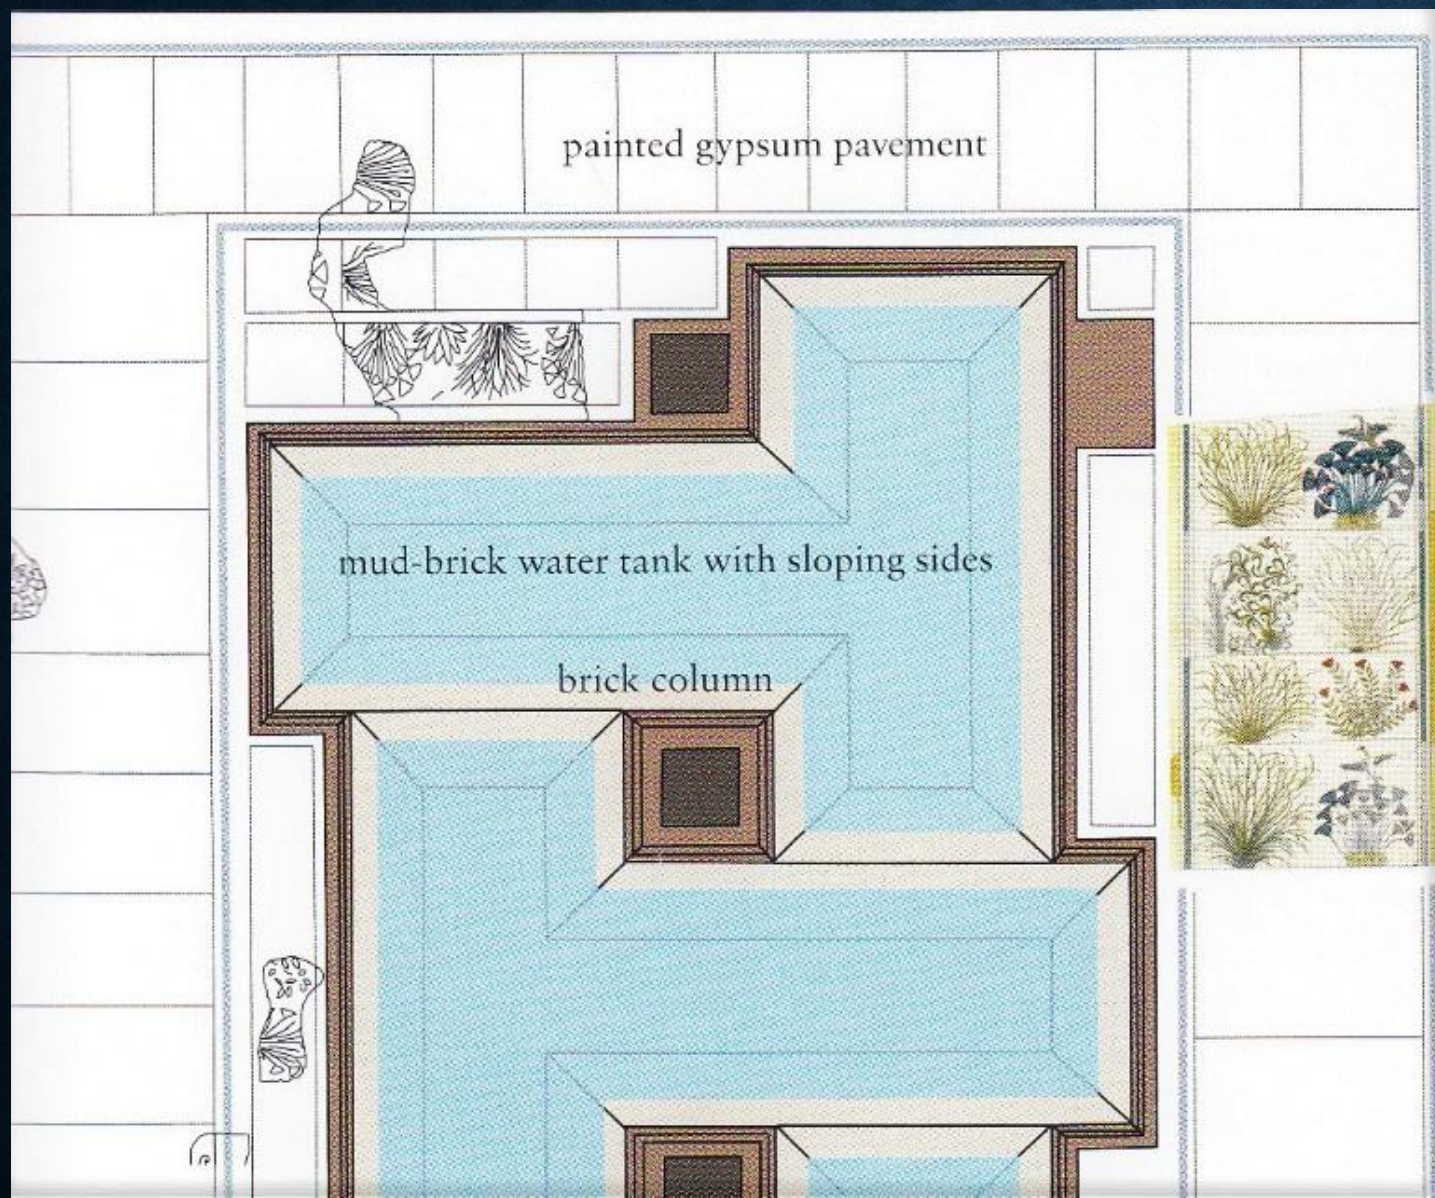 painted gypsum pavement
mud-brick water tank with sloping sides
brick column